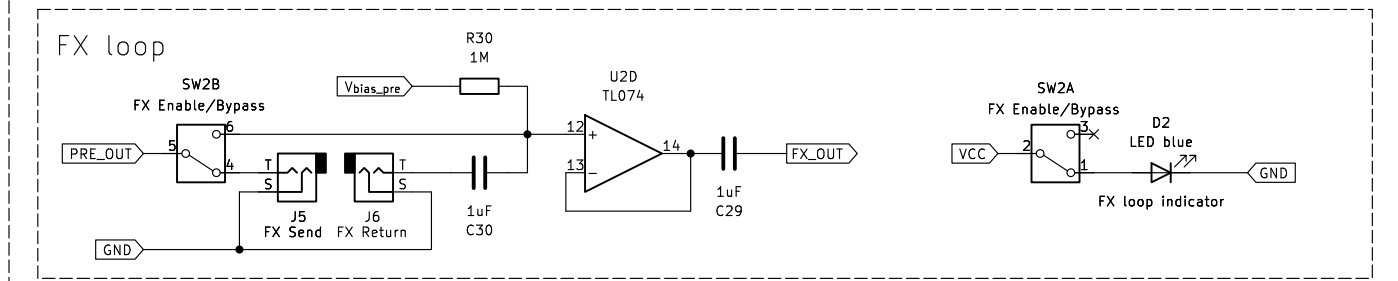 FX loop
R30
1M
Vbias_pre
SW2B
FX Enable/Bypass
U2D
TL074
SW2A
FX Enable/Bypass
D2
LED blue
PRE_OUT
5
6
4
T
S
T
S
12
+
13
-
14
FX_OUT
VCC
2
3
1
GND
J5
FX Send
J6
FX Return
1uF
C30
1uF
C29
FX loop indicator
GND